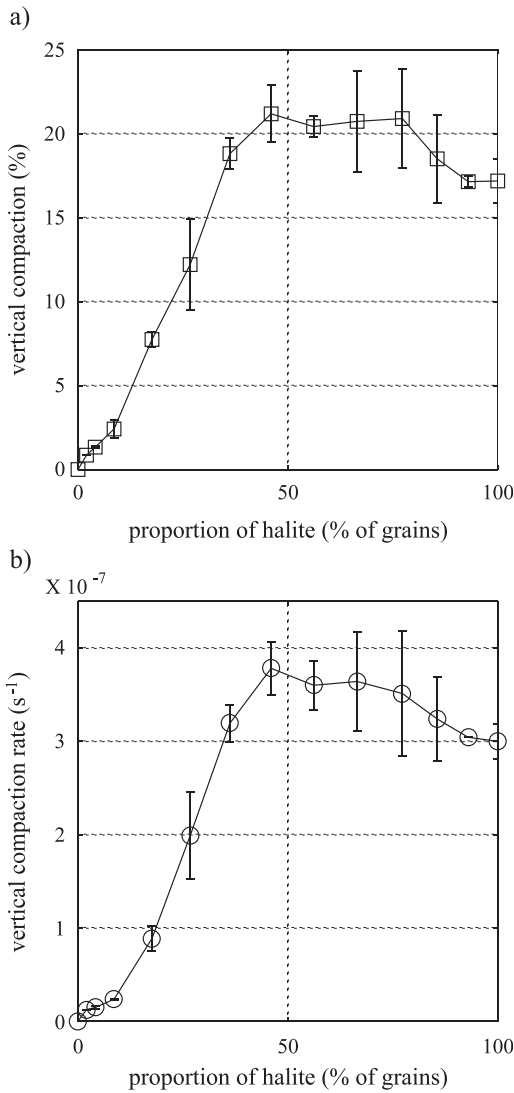 a)
25
20
15
10
5
0
vertical compaction (%)
0 50 100
proportion of halite (% of grains)
b)
X 10 -7
4
3
2
1
0
vertical compaction rate (s-1)
0 50 100
proportion of halite (% of grains)